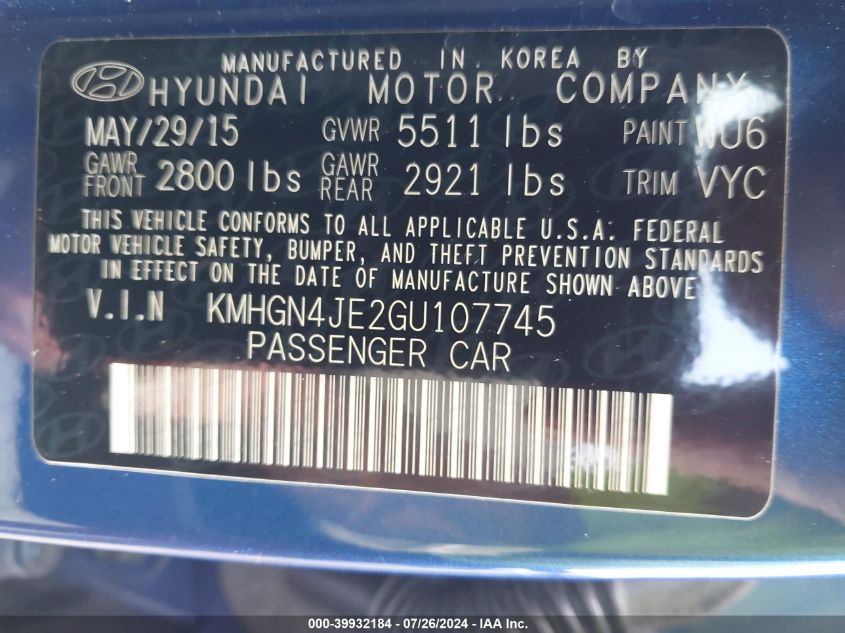 MANUFACTURED IN KOREA BY
HYUNDAI MOTOR COMPANY
MAY/29/15 GVWR 5511 lbs PAINT WU6
GAWR FRONT 2800 lbs GAWR REAR 2921 lbs TRIM VYC
THIS VEHICLE CONFORMS TO ALL APPLICABLE U.S.A. FEDERAL
MOTOR VEHICLE SAFETY, BUMPER, AND THEFT PREVENTION STANDARDS
IN EFFECT ON THE DATE OF MANUFACTURE SHOWN ABOVE
V.I.N KMHGN4JE2GU107745
PASSENGER CAR
000-39932184 - 07/26/2024 - IAA Inc.